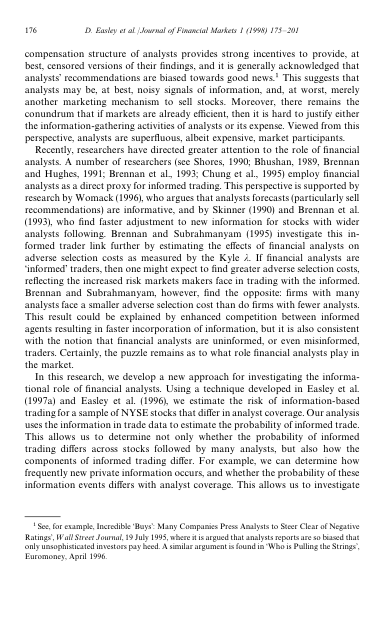 176 D. Easley et al. / Journal of Financial Markets 1 (1998) 175–201
compensation structure of analysts provides strong incentives to provide, at
best, censored versions of their findings, and it is generally acknowledged that
analysts' recommendations are biased towards good news.¹ This suggests that
analysts may be, at best, noisy signals of information, and, at worst, merely
another marketing mechanism to sell stocks. Moreover, there remains the
conundrum that if markets are already efficient, then it is hard to justify either
the information-gathering activities of analysts or its expense. Viewed from this
perspective, analysts are superfluous, albeit expensive, market participants.
Recently, researchers have directed greater attention to the role of financial
analysts. A number of researchers (see Shores, 1990; Bhushan, 1989, Brennan
and Hughes, 1991; Brennan et al., 1993; Chung et al., 1995) employ financial
analysts as a direct proxy for informed trading. This perspective is supported by
research by Womack (1996), who argues that analysts forecasts (particularly sell
recommendations) are informative, and by Skinner (1990) and Brennan et al.
(1993), who find faster adjustment to new information for stocks with wider
analysts following. Brennan and Subrahmanyam (1995) investigate this in-
formed trader link further by estimating the effects of financial analysts on
adverse selection costs as measured by the Kyle λ. If financial analysts are
'informed' traders, then one might expect to find greater adverse selection costs,
reflecting the increased risk markets makers face in trading with the informed.
Brennan and Subrahmanyam, however, find the opposite: firms with many
analysts face a smaller adverse selection cost than do firms with fewer analysts.
This result could be explained by enhanced competition between informed
agents resulting in faster incorporation of information, but it is also consistent
with the notion that financial analysts are uninformed, or even misinformed,
traders. Certainly, the puzzle remains as to what role financial analysts play in
the market.
In this research, we develop a new approach for investigating the informa-
tional role of financial analysts. Using a technique developed in Easley et al.
(1997a) and Easley et al. (1996), we estimate the risk of information-based
trading for a sample of NYSE stocks that differ in analyst coverage. Our analysis
uses the information in trade data to estimate the probability of informed trade.
This allows us to determine not only whether the probability of informed
trading differs across stocks followed by many analysts, but also how the
components of informed trading differ. For example, we can determine how
frequently new private information occurs, and whether the probability of these
information events differs with analyst coverage. This allows us to investigate
¹ See, for example, Incredible 'Buys': Many Companies Press Analysts to Steer Clear of Negative
Ratings', Wall Street Journal, 19 July 1995, where it is argued that analysts reports are so biased that
only unsophisticated investors pay heed. A similar argument is found in 'Who is Pulling the Strings',
Euromoney, April 1996.